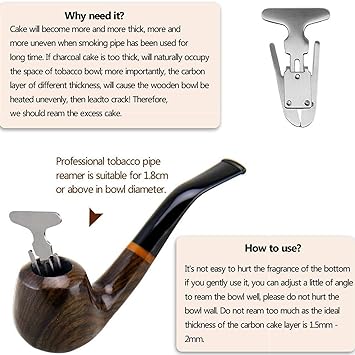 Why need it?
Cake will become more and more thick, more and
more uneven when smoking pipe has been used for
long time. If charcoal cake is too thick, will naturally occupy
the space of tobacco bowl; more importantly, the carbon
layer of different thickness, will cause the wooden bowl be
heated unevenly, then leadto crack! Therefore,
we should ream the excess cake.
Professional tobacco pipe
reamer is suitable for 1.8cm
or above in bowl diameter.
How to use?
It's not easy to hurt the fragrance of the bottom
if you gently use it, you can adjust a little of angle
to ream the bowl well, please do not hurt the
bowl wall. Do not ream too much as the ideal
thickness of the carbon cake layer is 1.5mm -
2mm.